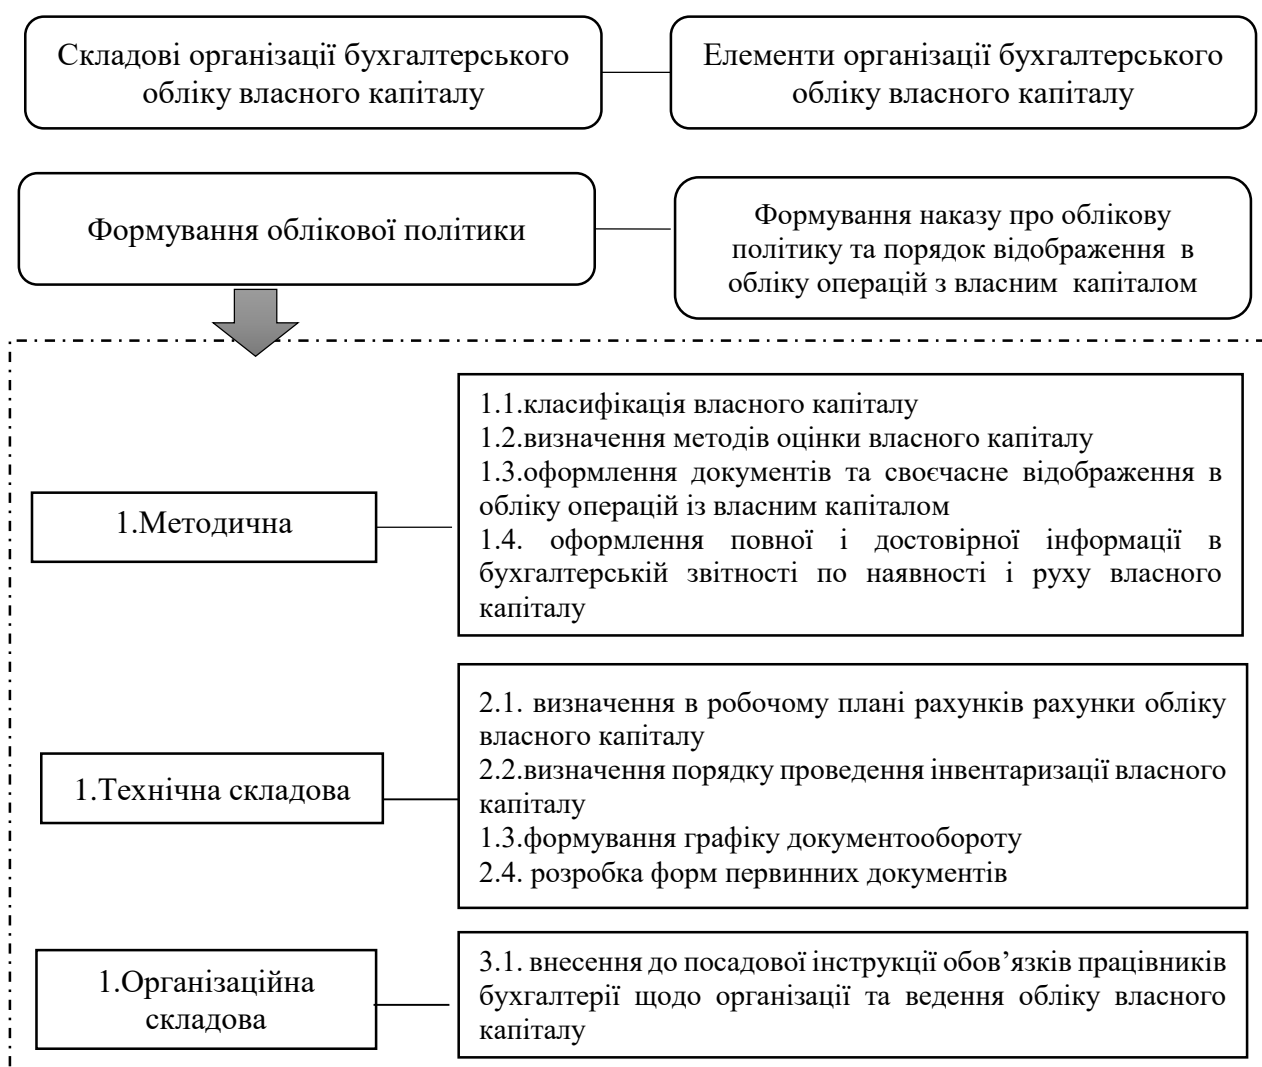 Складові організації бухгалтерського
обліку власного капіталу
Елементи організації бухгалтерського
обліку власного капіталу
Формування облікової політики
Формування наказу про облікову
політику та порядок відображення в
обліку операцій з власним капіталом
1.Методична
1.1.класифікація власного капіталу
1.2.визначення методів оцінки власного капіталу
1.3.оформлення документів та своєчасне відображення в
обліку операцій із власним капіталом
1.4. оформлення повної і достовірної інформації в
бухгалтерській звітності по наявності і руху власного
капіталу
1.Технічна складова
2.1. визначення в робочому плані рахунків рахунки обліку
власного капіталу
2.2.визначення порядку проведення інвентаризації власного
капіталу
1.3.формування графіку документообороту
2.4. розробка форм первинних документів
1.Організаційна
складова
3.1. внесення до посадової інструкції обов’язків працівників
бухгалтерії щодо організації та ведення обліку власного
капіталу